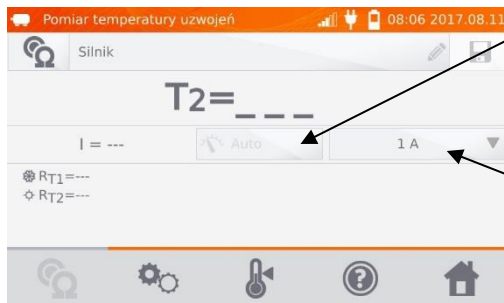 Pomiar temperatury uzwojeń 08:06 2017.08.11
Silnik
T2=_ _ _
I = --- Auto 1 A
RT1=---
RT2=---